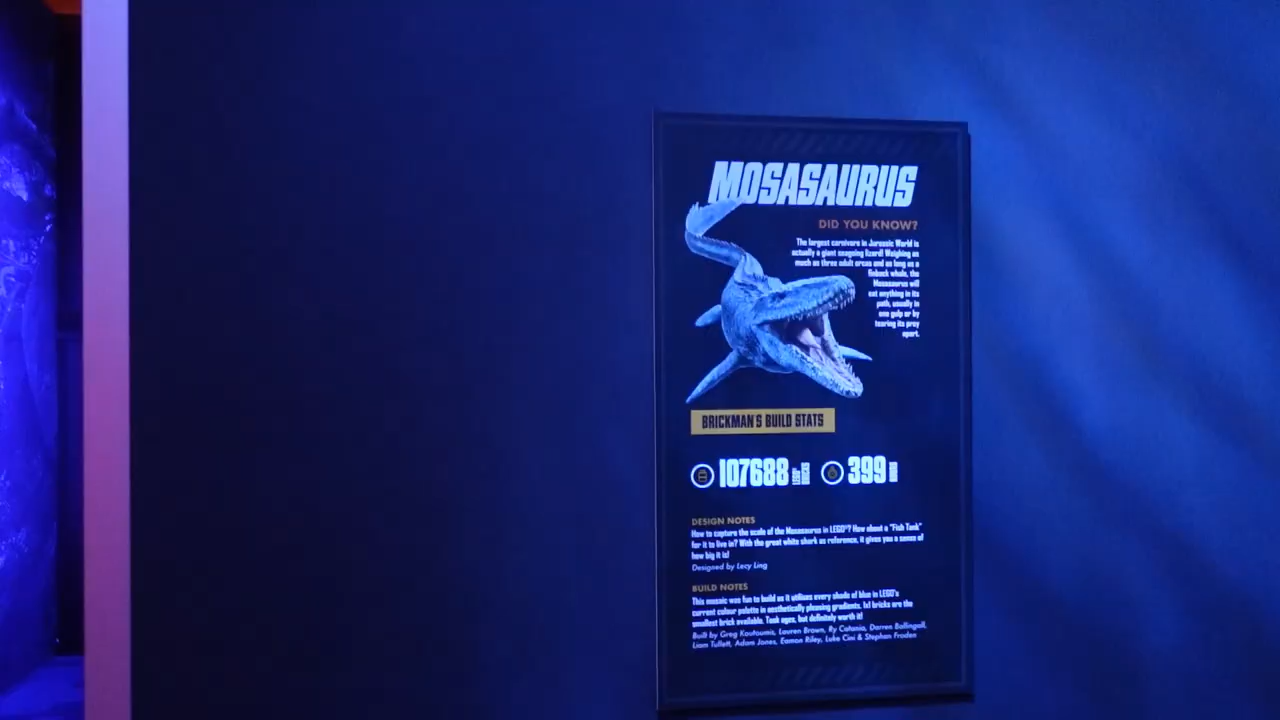 MOSASAURUS
DID YOU KNOW?
The largest carnivore in Jurassic World is
actually a giant seagoing lizard! Weighing as
much as three adult orcas and as long as a
finback whale, the
Mosasaurus will
eat anything in its
path, usually in
one gulp or by
tearing its prey
apart.
BRICKMAN'S BUILD STATS
107688 LEGO® BRICKS 399 HOURS
DESIGN NOTES
How to capture the scale of the Mosasaurus in LEGO®? How about a "Fish Tank"
for it to live in? With the great white shark as reference, it gives you a sense of
how big it is!
Designed by Lecy Ling
BUILD NOTES
This mosaic was fun to build as it utilises every shade of blue in LEGO's
current colour palette in aesthetically pleasing gradients. 1x1 bricks are the
smallest brick available. Took ages, but definitely worth it!
Built by Greg Koutoumis, Lauren Brown, Ry Catania, Darren Ballingall,
Liam Tullett, Adam Jones, Eamon Riley, Luke Cini & Stephan Froden